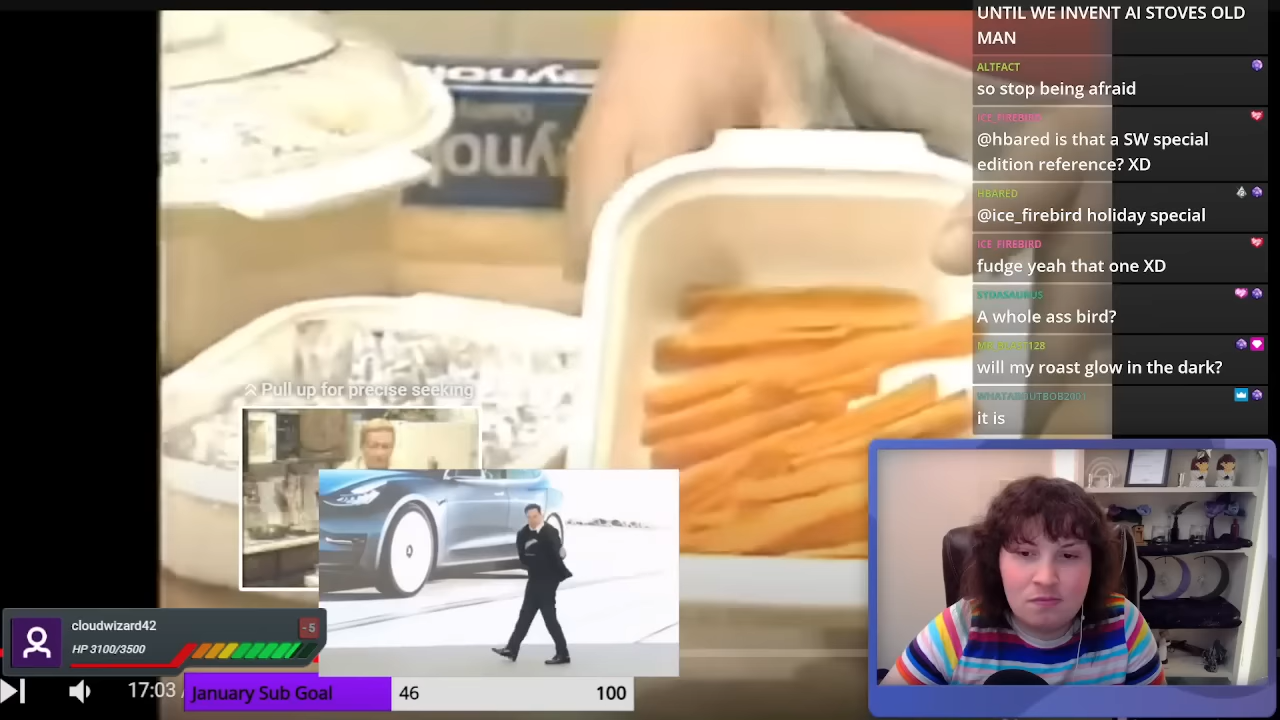 UNTIL WE INVENT AI STOVES OLD
MAN
ALTFACT
so stop being afraid
ICE_FIREBIRD
@hbared is that a SW special
edition reference? XD
HBARED
@ice_firebird holiday special
ICE_FIREBIRD
fudge yeah that one XD
SYDASAURUS
A whole ass bird?
will my roast glow in the dark?
WHATABOUTBOB2001
it is
Pull up for precise seeking
cloudwizard42
-5
HP 3100/3500
17:03
January Sub Goal 46 100